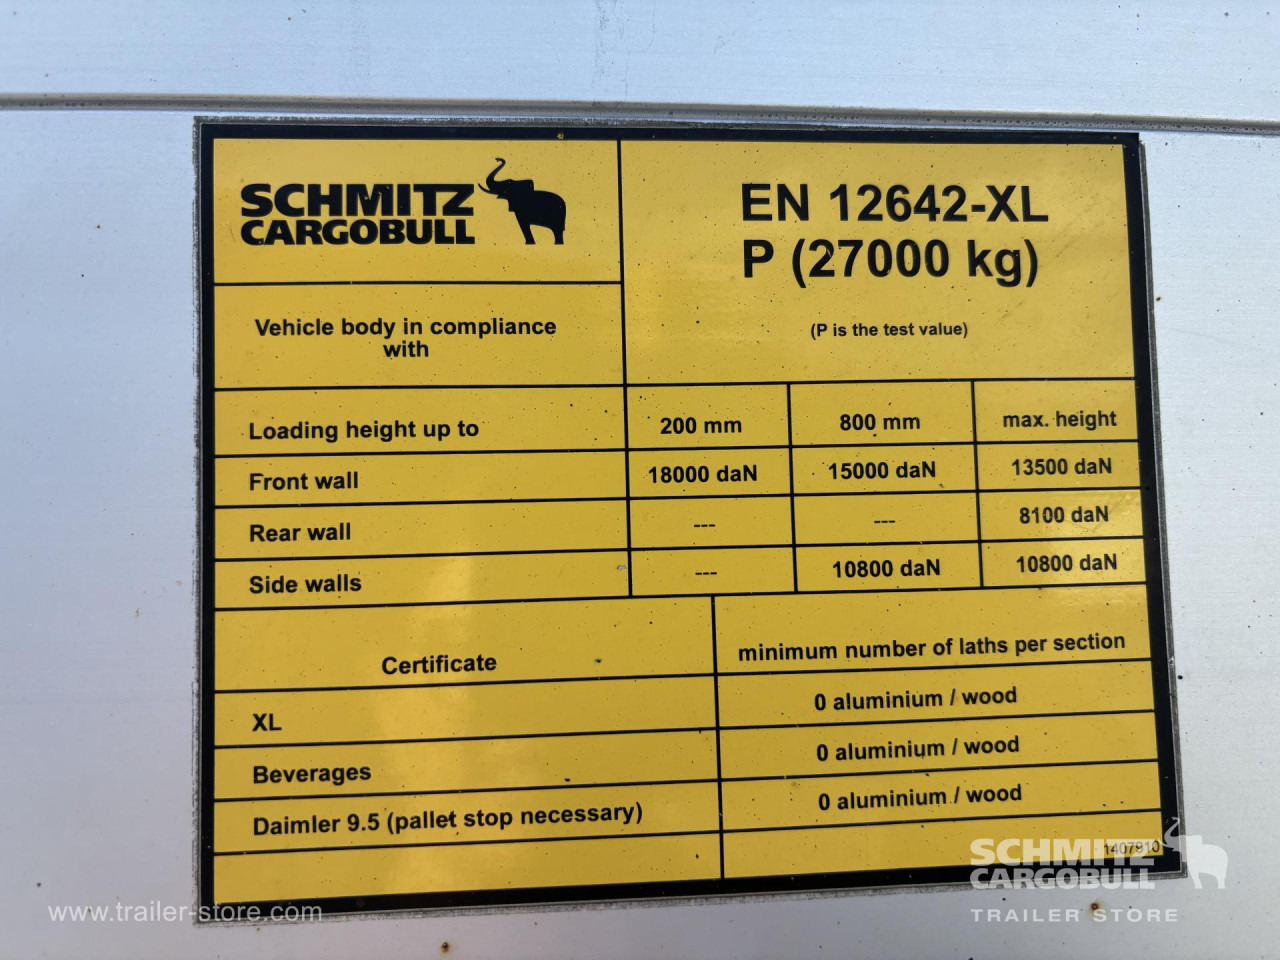 SCHMITZ
CARGOBULL
EN 12642-XL
P (27000 kg)
(P is the test value)
Vehicle body in compliance
with
Loading height up to 200 mm 800 mm max. height
Front wall 18000 daN 15000 daN 13500 daN
Rear wall --- --- 8100 daN
Side walls --- 10800 daN 10800 daN
Certificate minimum number of laths per section
XL 0 aluminium / wood
Beverages 0 aluminium / wood
Daimler 9.5 (pallet stop necessary) 0 aluminium / wood
1407910
SCHMITZ
CARGOBULL
TRAILER STORE
www.trailer-store.com